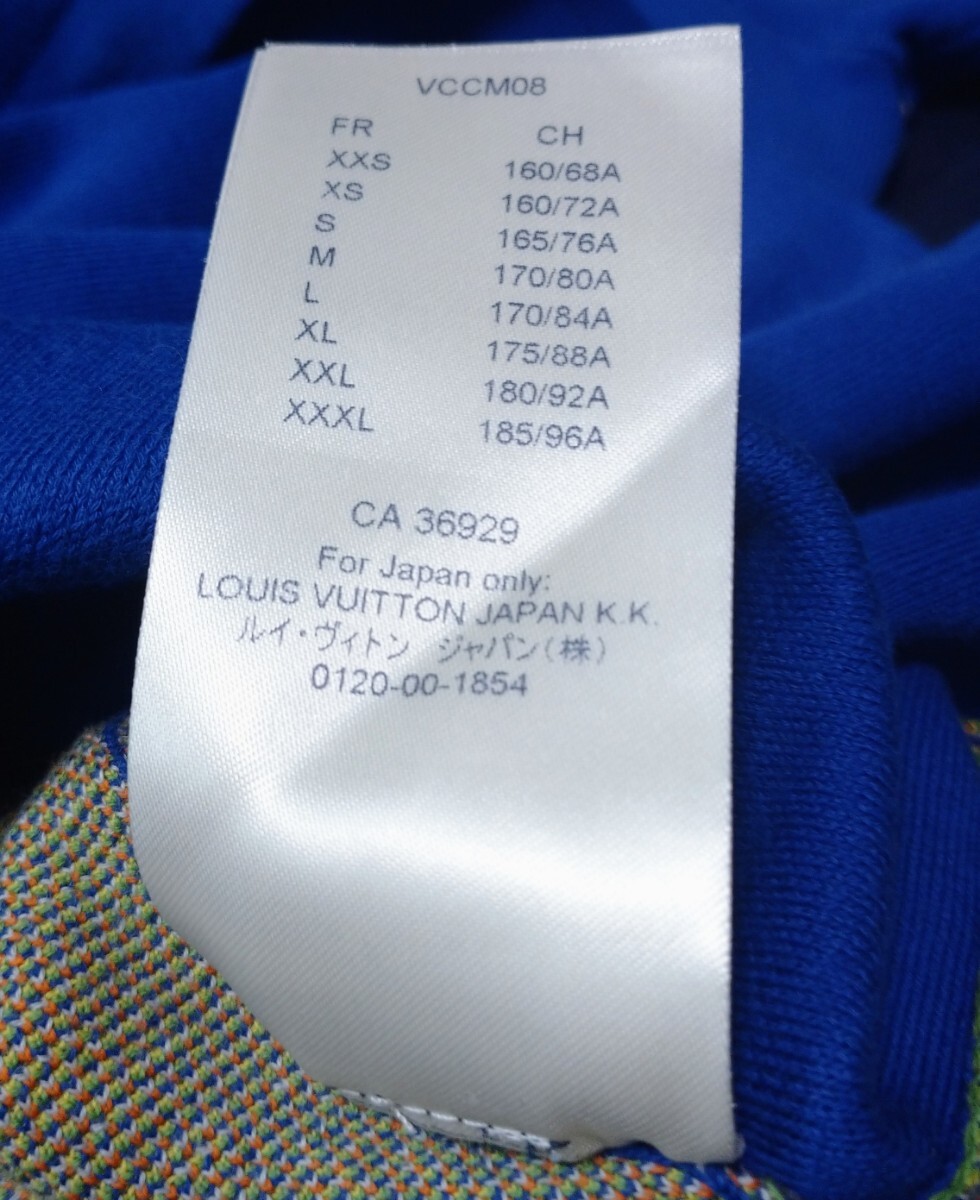 VCCM08
FR CH
XXS 160/68A
XS 160/72A
S 165/76A
M 170/80A
L 170/84A
XL 175/88A
XXL 180/92A
XXXL 185/96A
CA 36929
For Japan only:
LOUIS VUITTON JAPAN K.K.
ルイ・ヴィトン ジャパン(株)
0120-00-1854